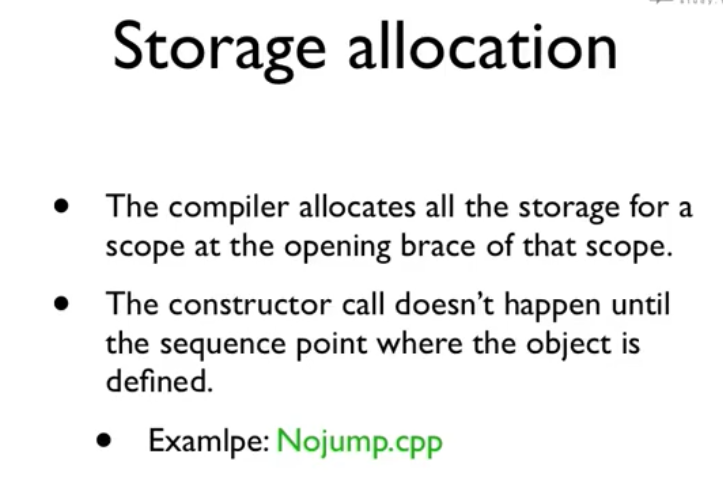 Storage allocation
• The compiler allocates all the storage for a
scope at the opening brace of that scope.
• The constructor call doesn't happen until
the sequence point where the object is
defined.
• Examlpe: Nojump.cpp